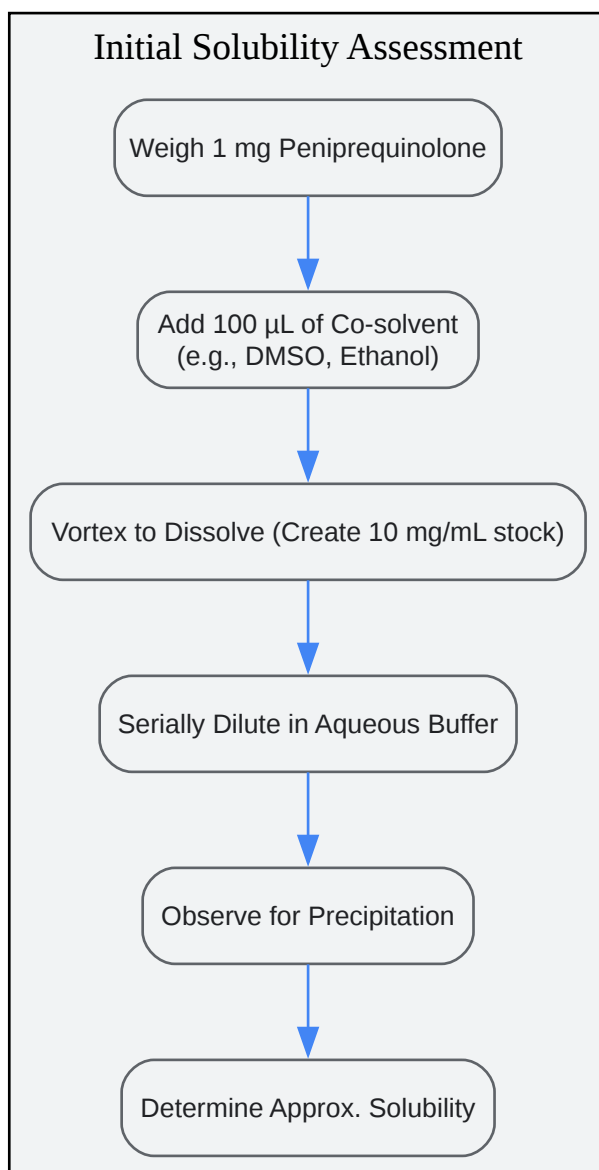 Initial Solubility Assessment
Weigh 1 mg Peniprequinolone
Add 100 µL of Co-solvent
(e.g., DMSO, Ethanol)
Vortex to Dissolve (Create 10 mg/mL stock)
Serially Dilute in Aqueous Buffer
Observe for Precipitation
Determine Approx. Solubility